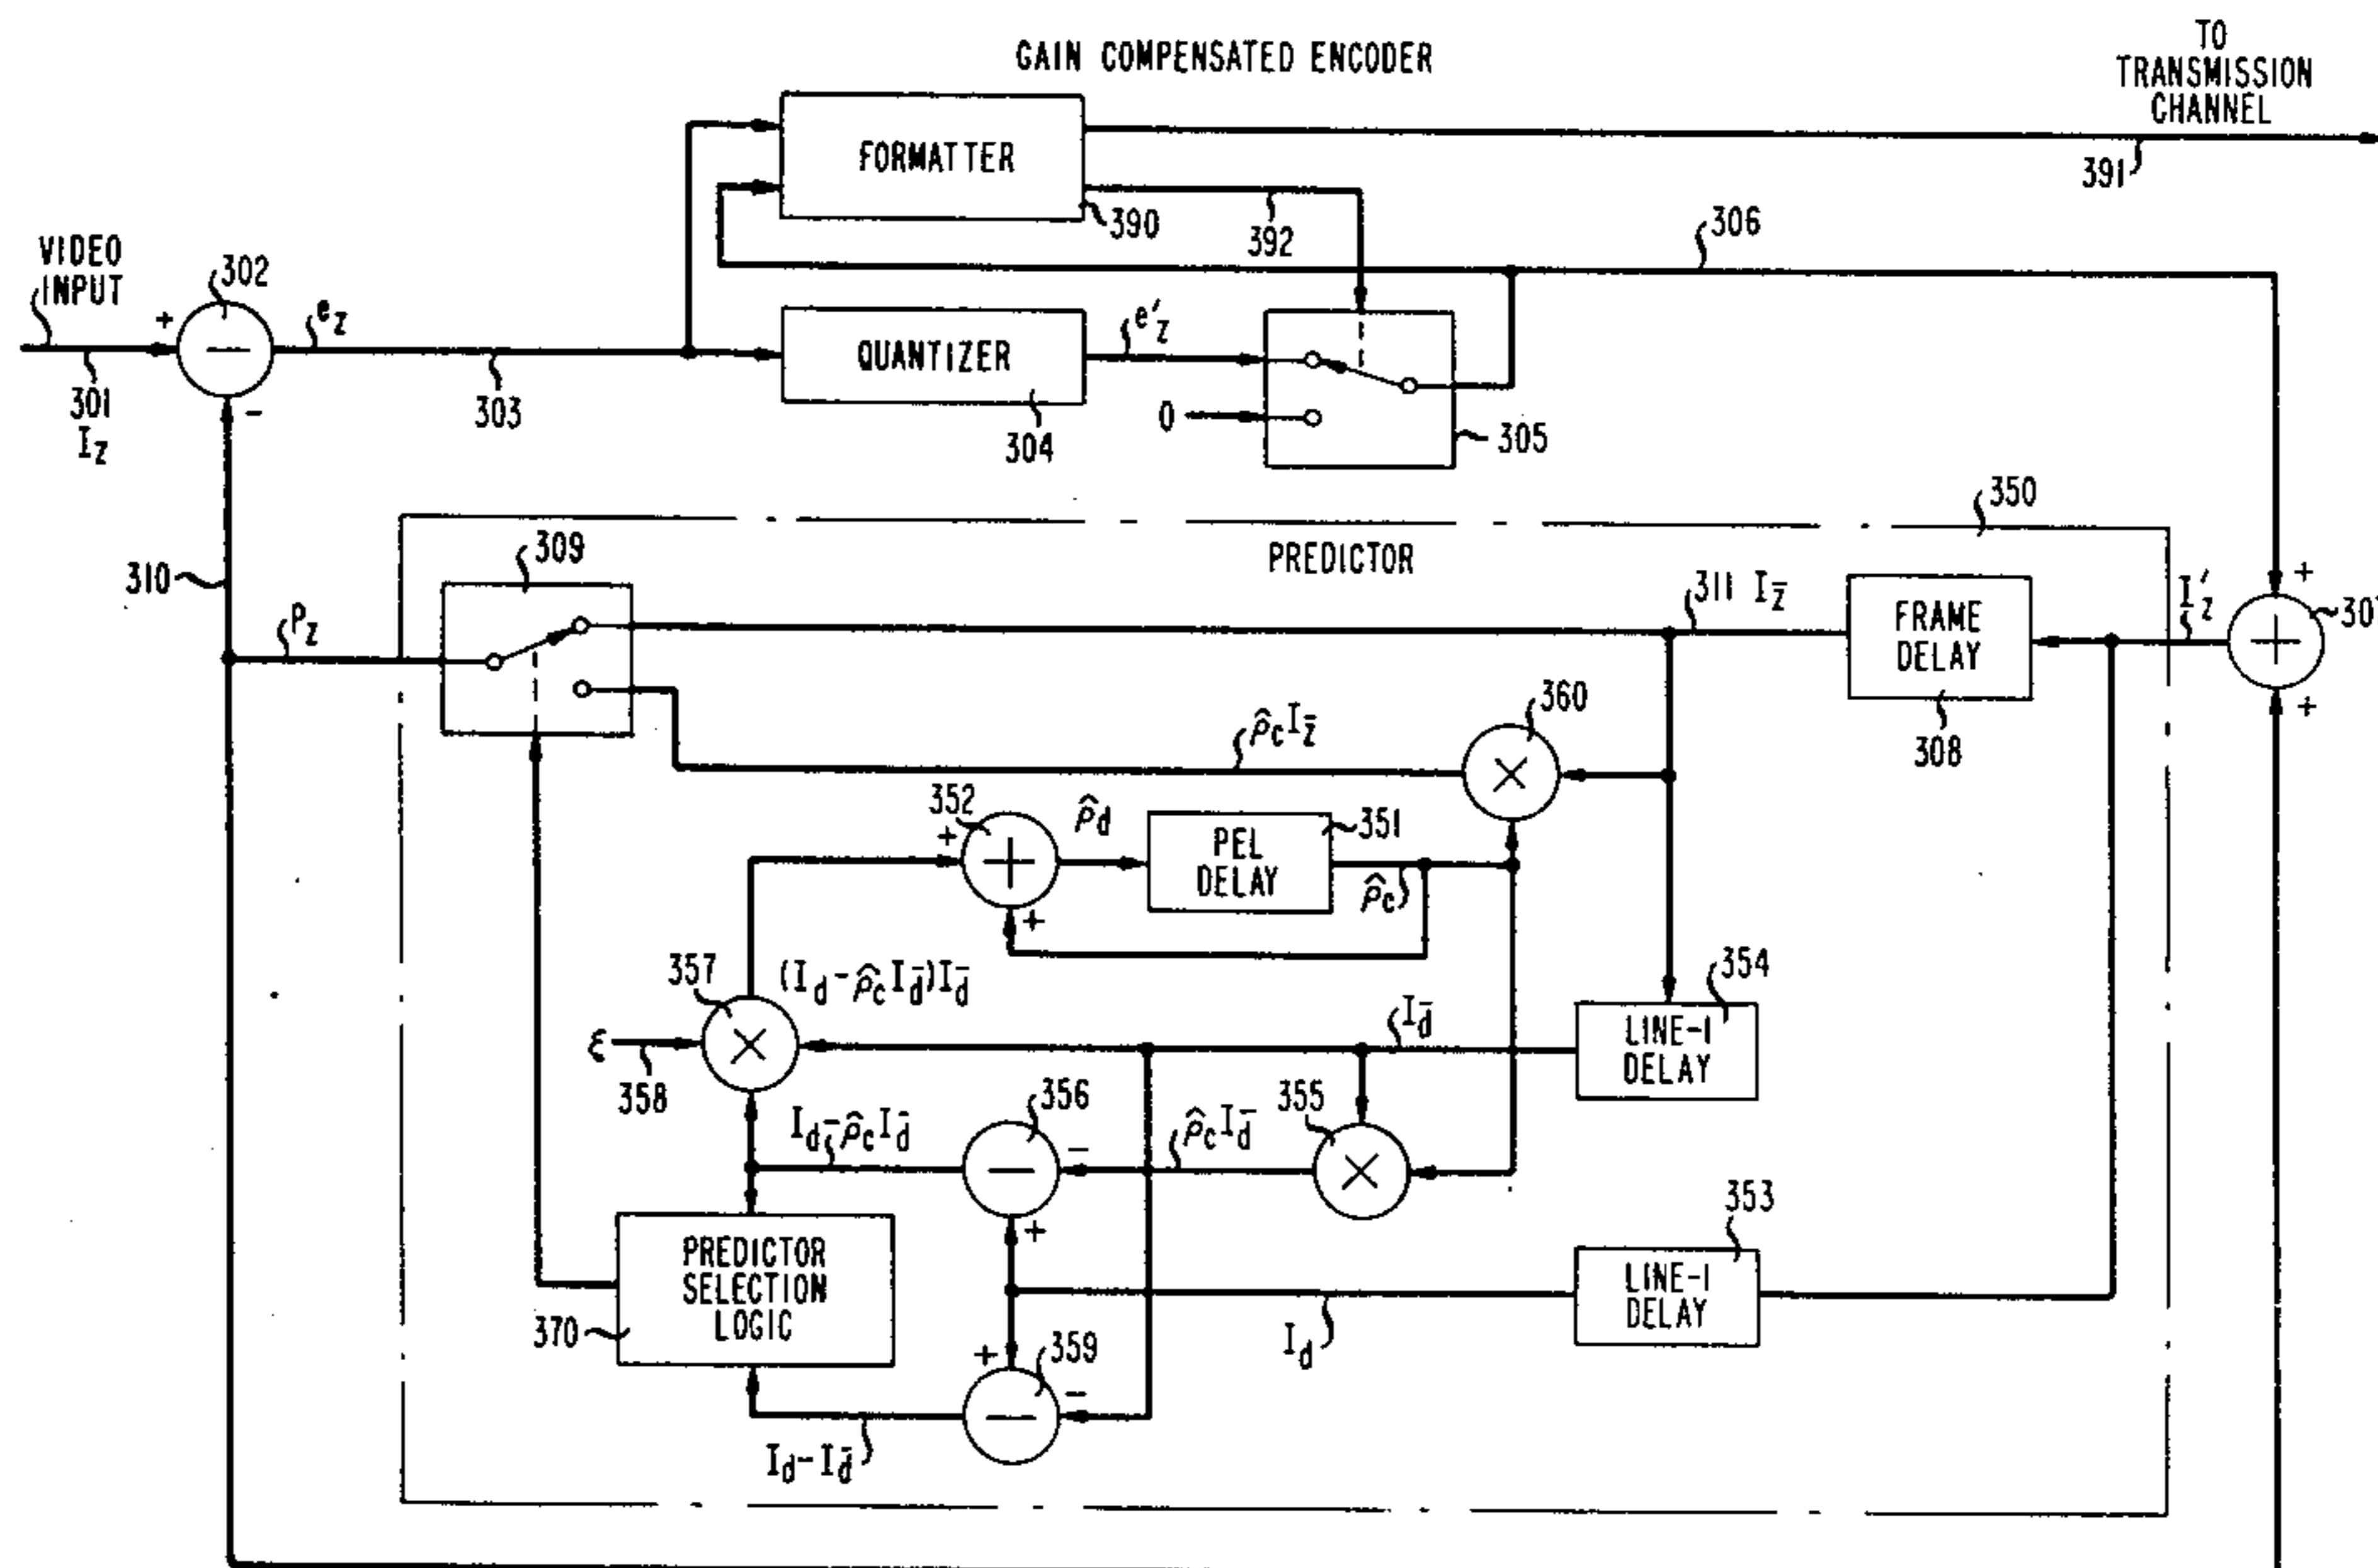 GAIN COMPENSATED ENCODER
TO
TRANSMISSION
CHANNEL
391
FORMATTER
390
392
306
VIDEO
INPUT
302
+
-
301
I_z
e_z
303
QUANTIZER
304
e'_z
0
305
350
PREDICTOR
310
P_z
309
311 I_z̄
FRAME
DELAY
308
I'_z
+
+
+
307
360
×
ρ̂_c I_z̄
352
+
+
+
ρ̂_d
PEL
DELAY
351
ρ̂_c
357
(I_d - ρ̂_c I_d̄) I_d̄
×
ξ
358
I_d̄
354
LINE-1
DELAY
356
-
+
I_d - ρ̂_c I_d̄
ρ̂_c I_d̄
355
×
353
LINE-1
DELAY
I_d
PREDICTOR
SELECTION
LOGIC
370
359
+
-
I_d - I_d̄